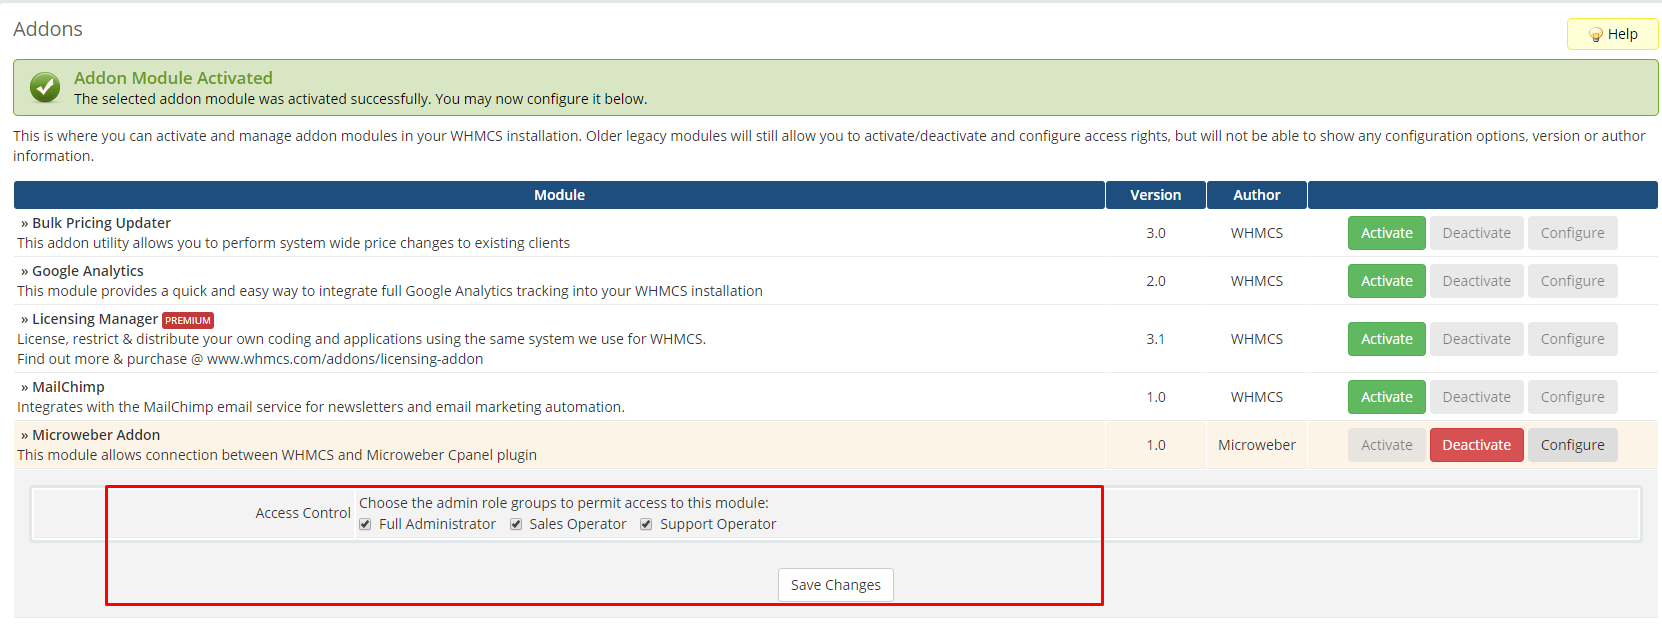 Addons
Help
Addon Module Activated
The selected addon module was activated successfully. You may now configure it below.
This is where you can activate and manage addon modules in your WHMCS installation. Older legacy modules will still allow you to activate/deactivate and configure access rights, but will not be able to show any configuration options, version or author
information.
Module Version Author
» Bulk Pricing Updater
This addon utility allows you to perform system wide price changes to existing clients
3.0 WHMCS Activate Deactivate Configure
» Google Analytics
This module provides a quick and easy way to integrate full Google Analytics tracking into your WHMCS installation
2.0 WHMCS Activate Deactivate Configure
» Licensing Manager PREMIUM
License, restrict & distribute your own coding and applications using the same system we use for WHMCS.
Find out more & purchase @ www.whmcs.com/addons/licensing-addon
3.1 WHMCS Activate Deactivate Configure
» MailChimp
Integrates with the MailChimp email service for newsletters and email marketing automation.
1.0 WHMCS Activate Deactivate Configure
» Microweber Addon
This module allows connection between WHMCS and Microweber Cpanel plugin
1.0 Microweber Activate Deactivate Configure
Access Control
Choose the admin role groups to permit access to this module:
Full Administrator Sales Operator Support Operator
Save Changes